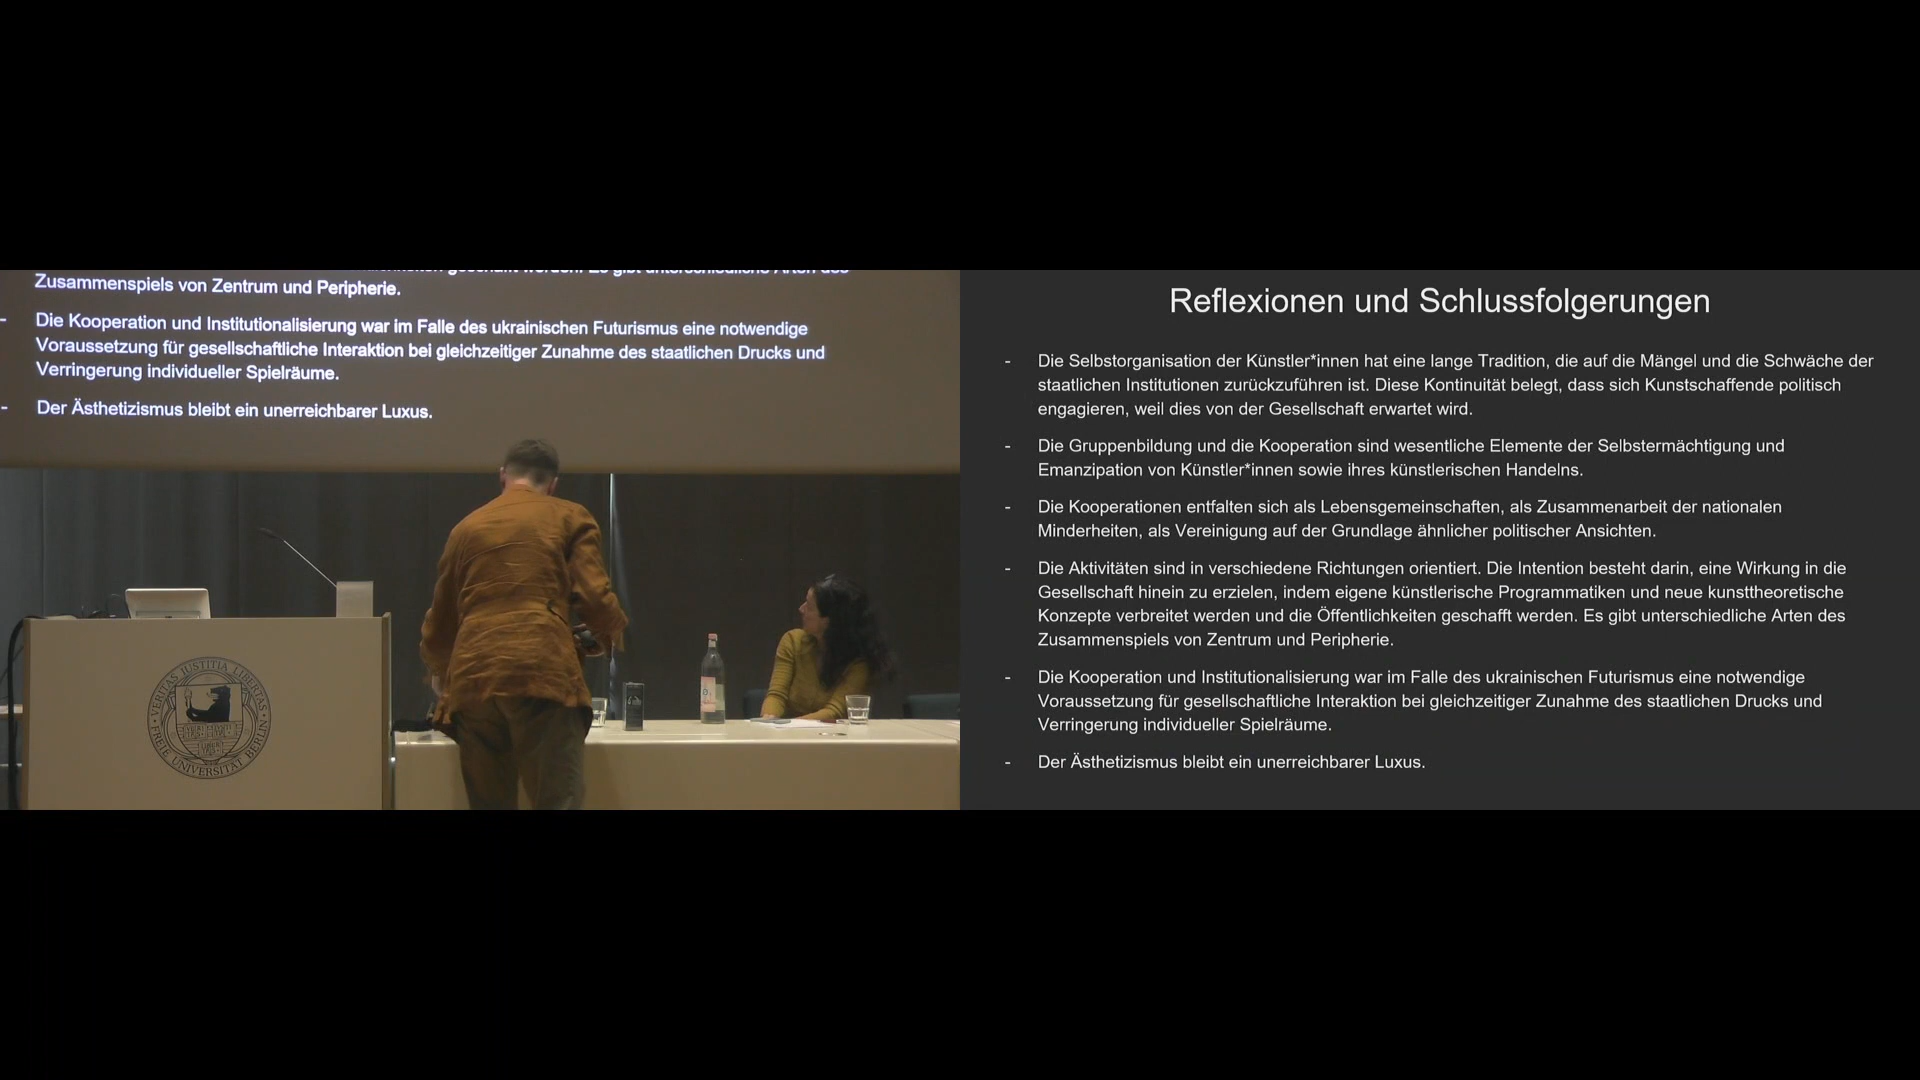 Zusammenspiels von Zentrum und Peripherie.
- Die Kooperation und Institutionalisierung war im Falle des ukrainischen Futurismus eine notwendige
Voraussetzung für gesellschaftliche Interaktion bei gleichzeitiger Zunahme des staatlichen Drucks und
Verringerung individueller Spielräume.
- Der Ästhetizismus bleibt ein unerreichbarer Luxus.
VERITAS JUSTITIA LIBERTAS
FREIE UNIVERSITÄT BERLIN
Reflexionen und Schlussfolgerungen
- Die Selbstorganisation der Künstler*innen hat eine lange Tradition, die auf die Mängel und die Schwäche der
staatlichen Institutionen zurückzuführen ist. Diese Kontinuität belegt, dass sich Kunstschaffende politisch
engagieren, weil dies von der Gesellschaft erwartet wird.
- Die Gruppenbildung und die Kooperation sind wesentliche Elemente der Selbstermächtigung und
Emanzipation von Künstler*innen sowie ihres künstlerischen Handelns.
- Die Kooperationen entfalten sich als Lebensgemeinschaften, als Zusammenarbeit der nationalen
Minderheiten, als Vereinigung auf der Grundlage ähnlicher politischer Ansichten.
- Die Aktivitäten sind in verschiedene Richtungen orientiert. Die Intention besteht darin, eine Wirkung in die
Gesellschaft hinein zu erzielen, indem eigene künstlerische Programmatiken und neue kunsttheoretische
Konzepte verbreitet werden und die Öffentlichkeiten geschafft werden. Es gibt unterschiedliche Arten des
Zusammenspiels von Zentrum und Peripherie.
- Die Kooperation und Institutionalisierung war im Falle des ukrainischen Futurismus eine notwendige
Voraussetzung für gesellschaftliche Interaktion bei gleichzeitiger Zunahme des staatlichen Drucks und
Verringerung individueller Spielräume.
- Der Ästhetizismus bleibt ein unerreichbarer Luxus.